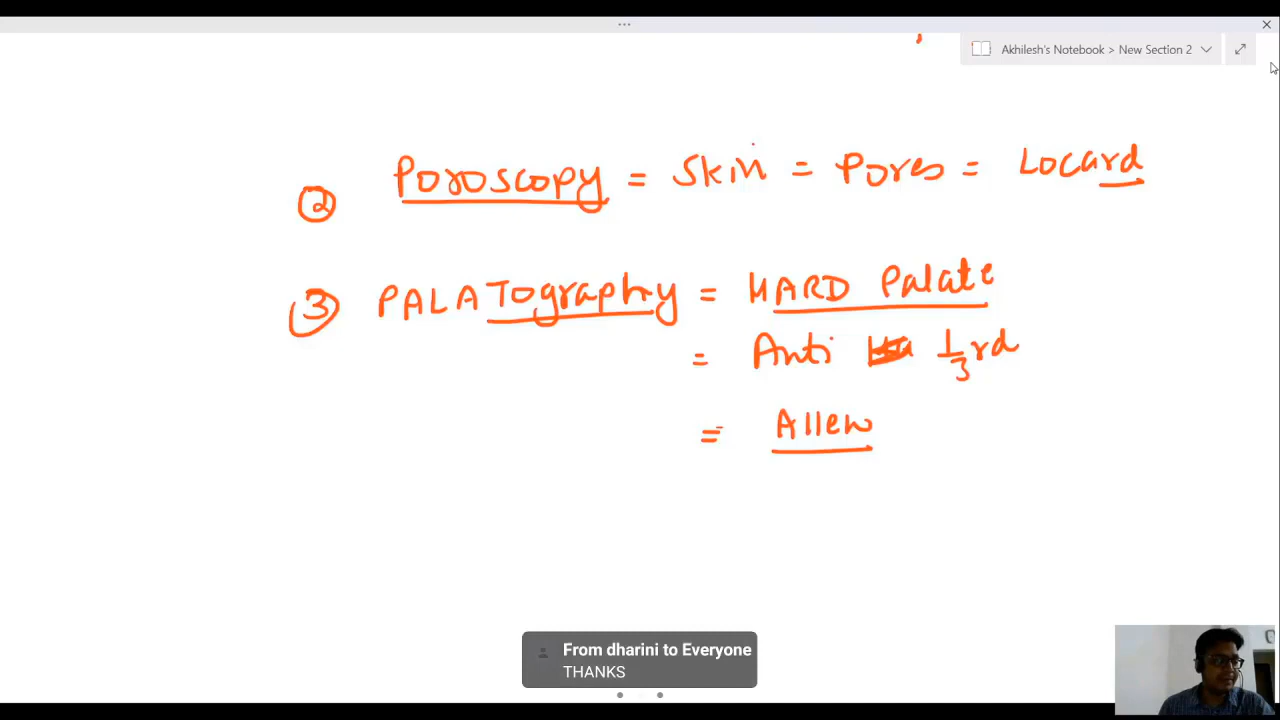 Akhilesh's Notebook > New Section 2
② Poroscopy = Skin = Pores = Locard
③ PALATography = HARD Palate
= Anti 1/3rd
= Allen
From dharini to Everyone
THANKS